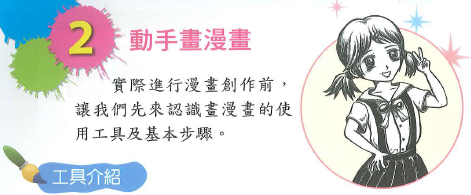 2 動手畫漫畫
實際進行漫畫創作前，
讓我們先來認識畫漫畫的使
用工具及基本步驟。
工具介紹